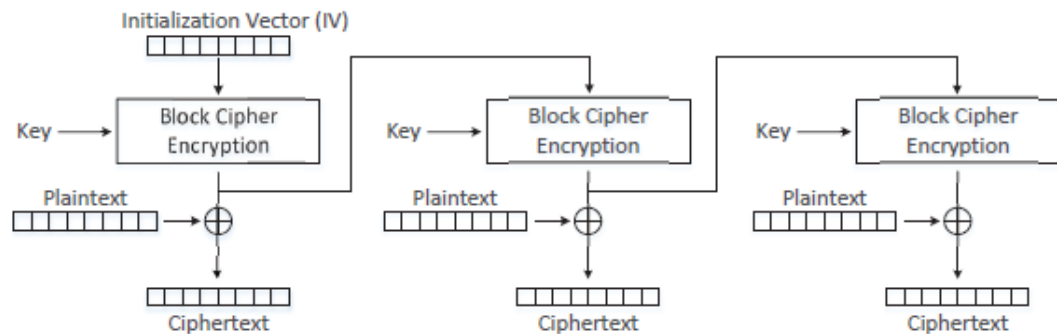 Initialization Vector (IV)
Key
Block Cipher
Encryption
Key
Block Cipher
Encryption
Key
Block Cipher
Encryption
Plaintext
Plaintext
Plaintext
Ciphertext
Ciphertext
Ciphertext